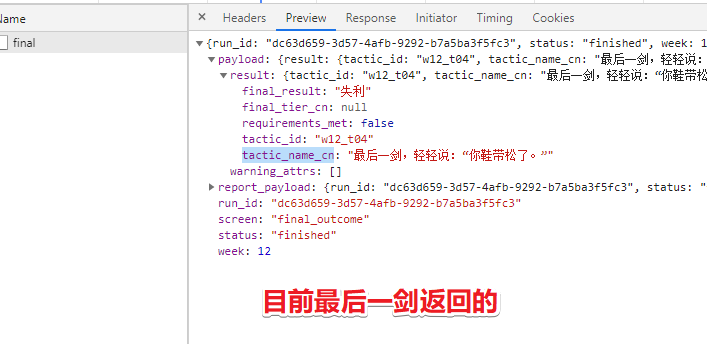 Name
Headers
Preview
Response
Initiator
Timing
Cookies
final
{run_id: "dc63d659-3d57-4afb-9292-b7a5ba3f5fc3", status: "finished", week: 1
payload: {result: {tactic_id: "w12_t04", tactic_name_cn: "最后一剑，轻轻说:
result: {tactic_id: "w12_t04", tactic_name_cn: "最后一剑，轻轻说：“你鞋
final_result: "失利"
final_tier_cn: null
requirements_met: false
tactic_id: "w12_t04"
tactic_name_cn: "最后一剑，轻轻说：“你鞋带松了。”"
warning_attrs: []
report_payload: {run_id: "dc63d659-3d57-4afb-9292-b7a5ba3f5fc3", status: "
run_id: "dc63d659-3d57-4afb-9292-b7a5ba3f5fc3"
screen: "final_outcome"
status: "finished"
week: 12
目前最后一剑返回的